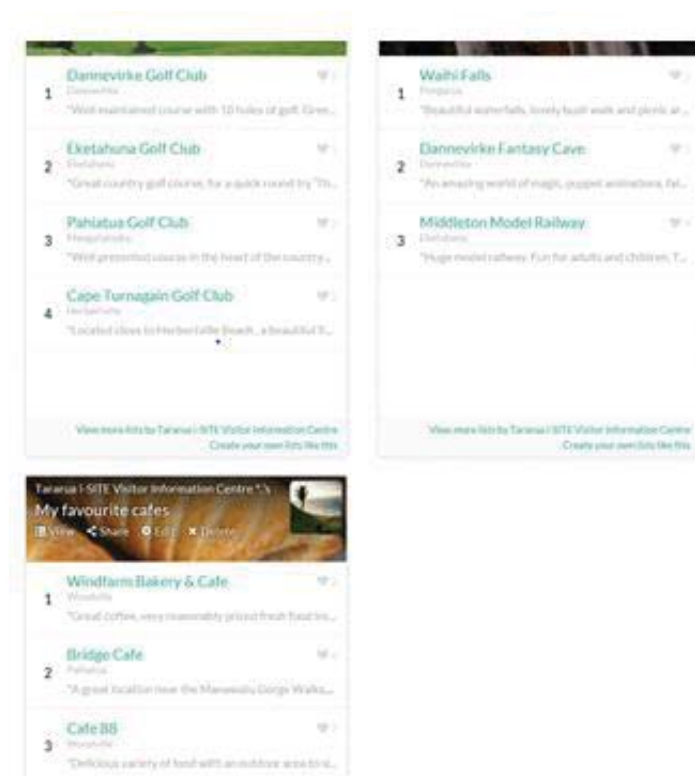 1
Dannevirke Golf Club
Dannevirke
"Well maintained course with 18 holes of golf. Gree...
2
Eketahuna Golf Club
Eketahuna
"Great country golf course, for a quick round try "Th...
3
Pahiatua Golf Club
"Well presented course in the heart of the country...
4
Cape Turnagain Golf Club
Herbertville
"Located close to Herbertville Beach, a beautiful
View more lists by Tararua i-SITE Visitor Information Centre
Create your own lists like this
1
Waihi Falls
Pongaroa
"Beautiful waterfalls, lovely bush walk and picnic ar...
2
Dannevirke Fantasy Cave
Dannevirke
"An amazing world of magic, puppet animations, fai...
3
Middleton Model Railway
Eketahuna
"Huge model railway. Fun for adults and children. T...
View more lists by Tararua i-SITE Visitor Information Centre
Create your own lists like this
Tararua i-SITE Visitor Information Centre
My favourite cafes
View Share Edit Delete
1
Windfarm Bakery & Cafe
Woodville
"Great coffee, very reasonably priced fresh food
2
Bridge Cafe
Pahiatua
"A great location near the Manawatu Gorge Walks,...
3
Cafe 88
Woodville
"Delicious variety of food with an outdoor area to